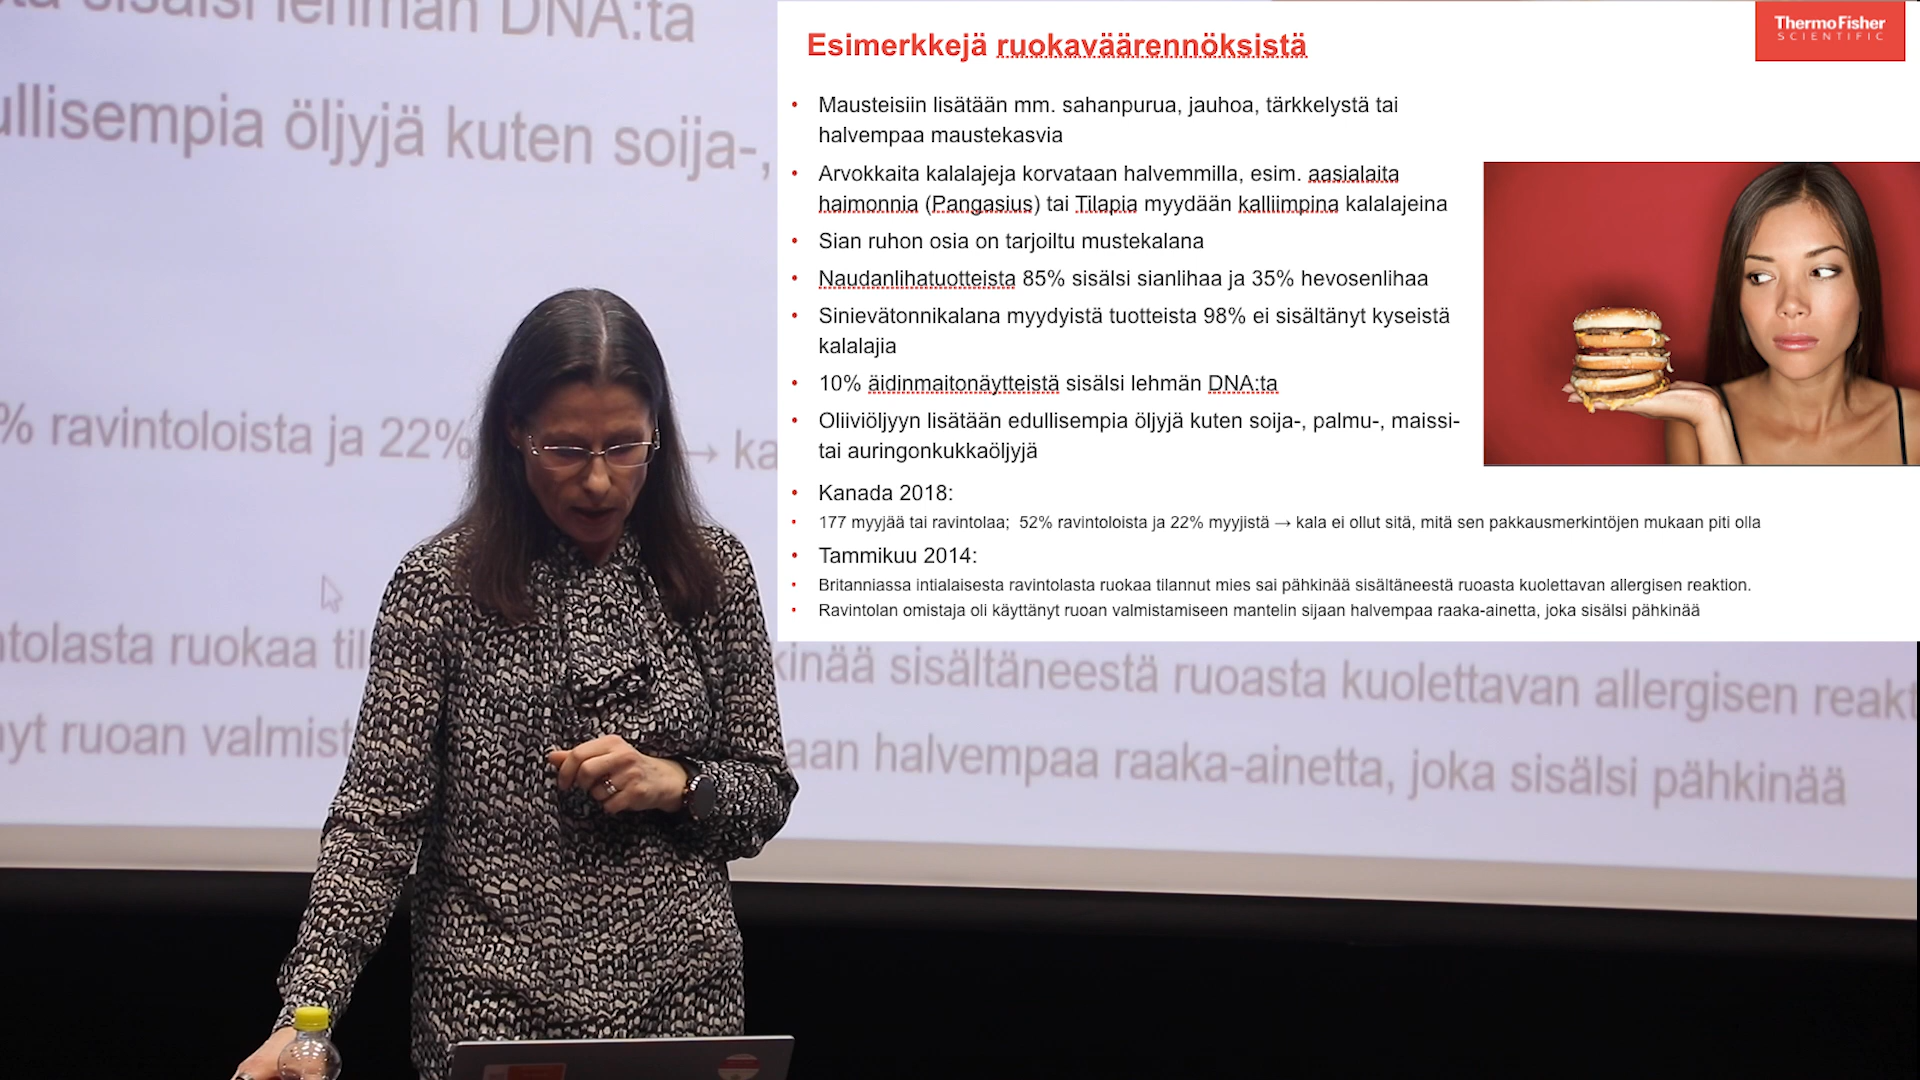 ThermoFisher
SCIENTIFIC
Esimerkkejä ruokaväärennöksistä
• Mausteisiin lisätään mm. sahanpurua, jauhoa, tärkkelystä tai
halvempaa maustekasvia
• Arvokkaita kalalajeja korvataan halvemmilla, esim. aasialaita
haimonnia (Pangasius) tai Tilapia myydään kalliimpina kalalajeina
• Sian ruhon osia on tarjoiltu mustekalana
• Naudanlihatuotteista 85% sisälsi sianlihaa ja 35% hevosenlihaa
• Sinievätonnikalana myydyistä tuotteista 98% ei sisältänyt kyseistä
kalalajia
• 10% äidinmaitonäytteistä sisälsi lehmän DNA:ta
• Oliiviöljyyn lisätään edullisempia öljyjä kuten soija-, palmu-, maissi-
tai auringonkukkaöljyjä
• Kanada 2018:
• 177 myyjää tai ravintolaa; 52% ravintoloista ja 22% myyjistä → kala ei ollut sitä, mitä sen pakkausmerkintöjen mukaan piti olla
• Tammikuu 2014:
• Britanniassa intialaisesta ravintolasta ruokaa tilannut mies sai pähkinää sisältäneestä ruoasta kuolettavan allergisen reaktion.
• Ravintolan omistaja oli käyttänyt ruoan valmistamiseen mantelin sijaan halvempaa raaka-ainetta, joka sisälsi pähkinää
sisälsi lehmän DNA:ta
ullisempia öljyjä kuten soija-,
% ravintoloista ja 22% → ka
ntolasta ruokaa til kinää sisältäneestä ruoasta kuolettavan allergisen reakt
nyt ruoan valmist aan halvempaa raaka-ainetta, joka sisälsi pähkinää